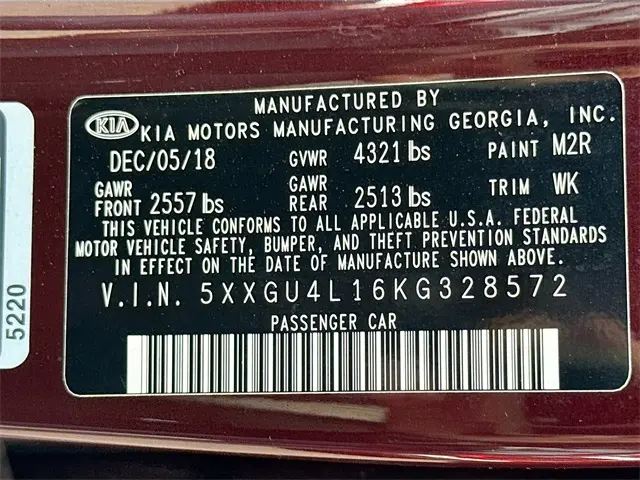 MANUFACTURED BY
KIA KIA MOTORS MANUFACTURING GEORGIA, INC.
DEC/05/18 GVWR 4321 lbs PAINT M2R
GAWR FRONT 2557 lbs GAWR REAR 2513 lbs TRIM WK
THIS VEHICLE CONFORMS TO ALL APPLICABLE U.S.A. FEDERAL
MOTOR VEHICLE SAFETY, BUMPER, AND THEFT PREVENTION STANDARDS
IN EFFECT ON THE DATE OF MANUFACTURE SHOWN ABOVE.
V.I.N. 5XXGU4L16KG328572
PASSENGER CAR
5220